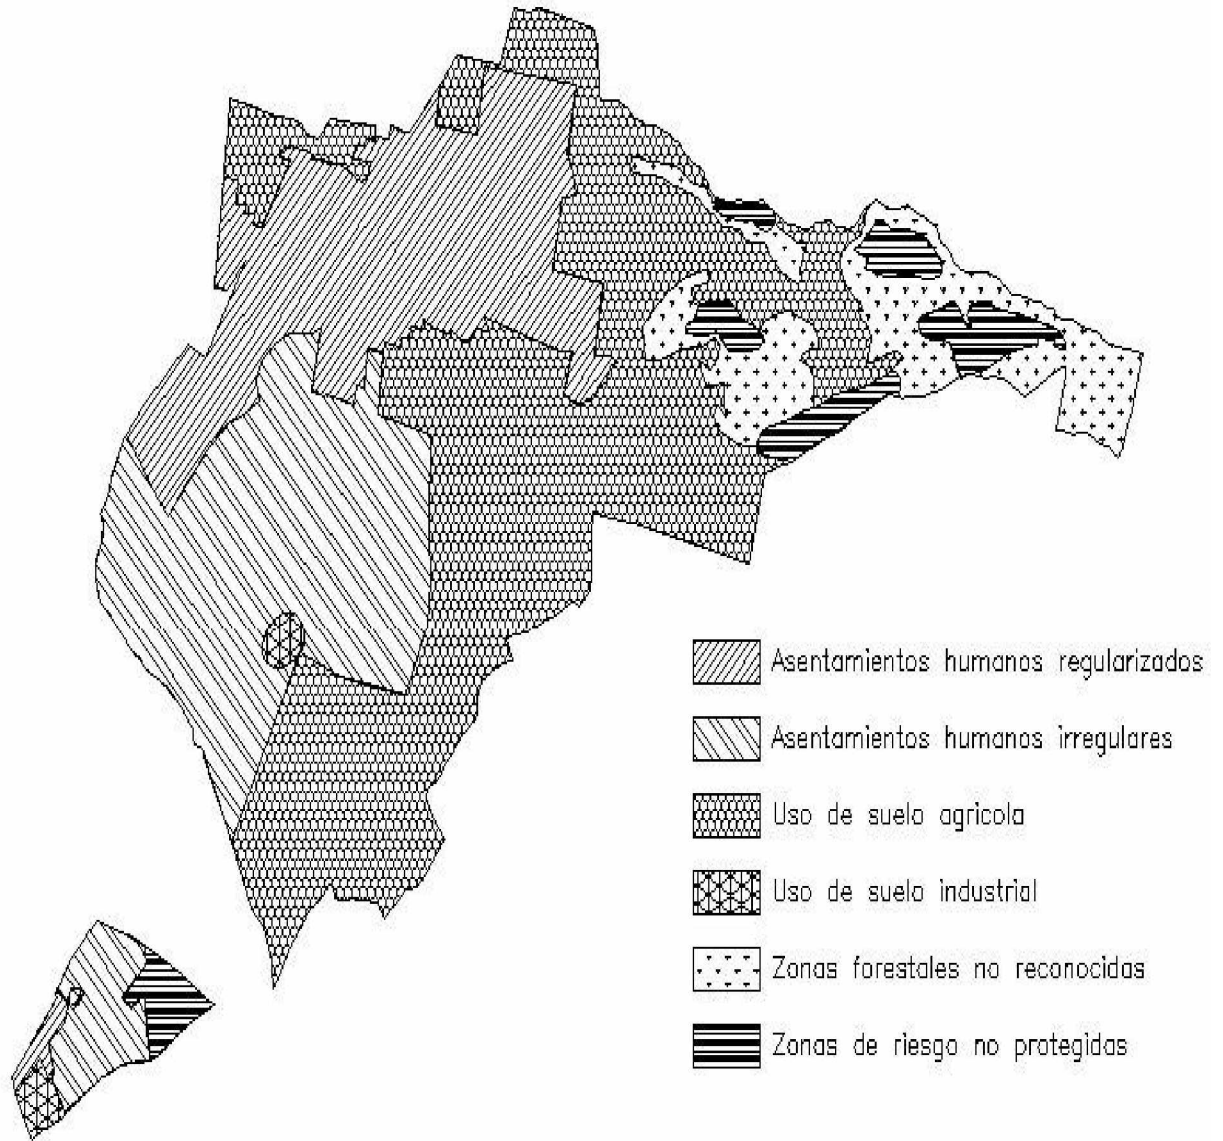 Asentamientos humanos regularizados
Asentamientos humanos irregulares
Uso de suelo agricola
Uso de suelo industrial
Zonas forestales no reconocidas
Zonas de riesgo no protegidas